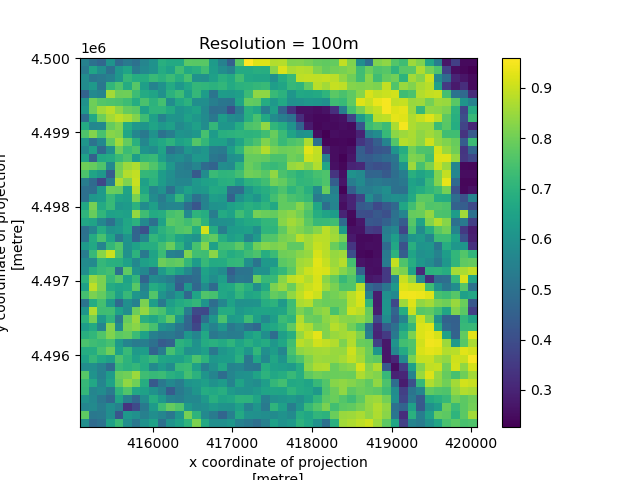 Resolution = 100m
1e6
4.500
4.499
4.498
4.497
4.496
0.9
0.8
0.7
0.6
0.5
0.4
0.3
416000 417000 418000 419000 420000
x coordinate of projection
[metre]
y coordinate of projection
[metre]